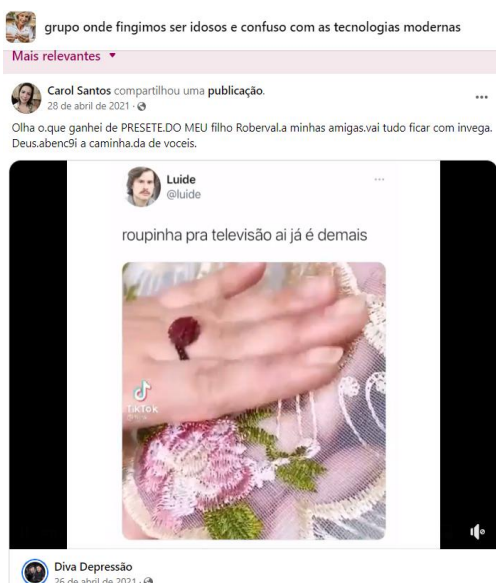 grupo onde fingimos ser idosos e confuso com as tecnologias modernas
Mais relevantes
Carol Santos compartilhou uma publicação.
28 de abril de 2021 ·
Olha o.que ganhei de PRESETE.DO MEU filho Roberval.a minhas amigas.vai tudo ficar com invega.
Deus.abenc9i a caminha.da de voceis.
Luide
@luide
roupinha pra televisão ai já é demais
TikTok
Diva Depressão
26 de abril de 2021 ·